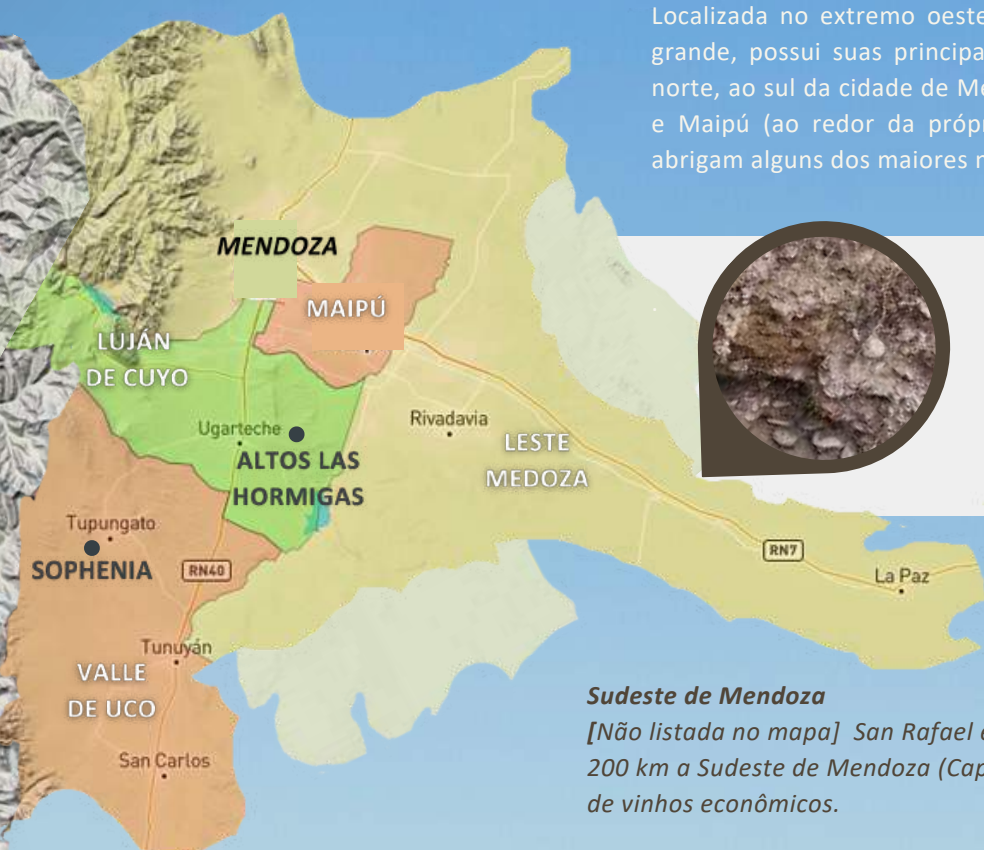 Localizada no extremo oeste
grande, possui suas principa
norte, ao sul da cidade de Me
e Maipú (ao redor da própr
abrigam alguns dos maiores
MENDOZA
MAIPÚ
LUJÁN
DE CUYO
Ugarteche
ALTOS LAS
HORMIGAS
Rivadavia
LESTE
MEDOZA
Tupungato
SOPHENIA
RN40
RN7
La Paz
Tunuyán
VALLE
DE UCO
San Carlos
Sudeste de Mendoza
[Não listada no mapa] San Rafael e
200 km a Sudeste de Mendoza (Cap
de vinhos econômicos.